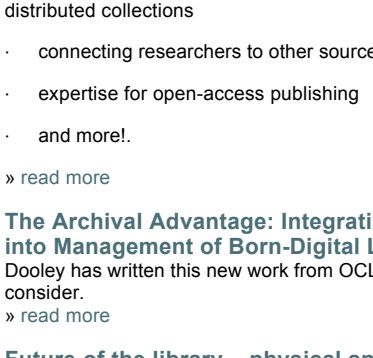 distributed collections
· connecting researchers to other source
· expertise for open-access publishing
· and more!.
» read more
The Archival Advantage: Integrati
into Management of Born-Digital L
Dooley has written this new work from OCL
consider.
» read more
Future of the library – physical an